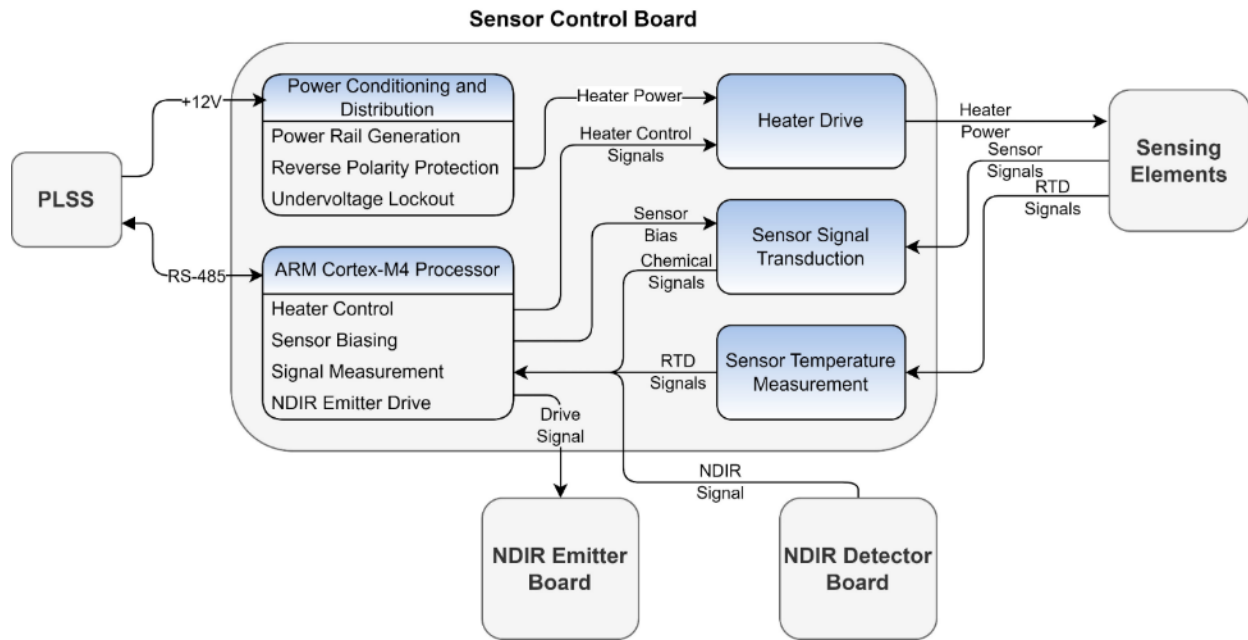 Sensor Control Board
Power Conditioning and
Distribution
Power Rail Generation
Reverse Polarity Protection
Undervoltage Lockout
+12V
PLSS
RS-485
ARM Cortex-M4 Processor
Heater Control
Sensor Biasing
Signal Measurement
NDIR Emitter Drive
Heater Power
Heater Control
Signals
Sensor
Bias
Chemical
Signals
RTD
Signals
Drive
Signal
Heater Drive
Sensor Signal
Transduction
Sensor Temperature
Measurement
Heater
Power
Sensor
Signals
RTD
Signals
Sensing
Elements
NDIR
Signal
NDIR Emitter
Board
NDIR Detector
Board